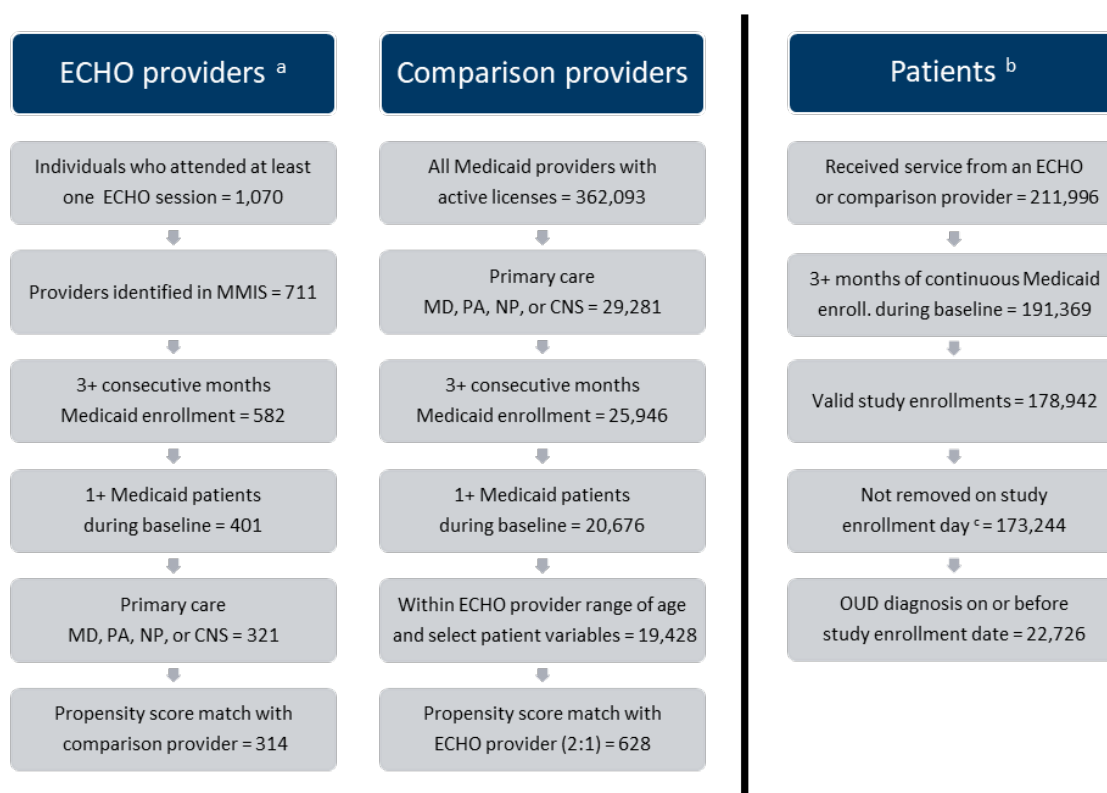 ECHO providers a
Individuals who attended at least
one ECHO session = 1,070
Providers identified in MMIS = 711
3+ consecutive months
Medicaid enrollment = 582
1+ Medicaid patients
during baseline = 401
Primary care
MD, PA, NP, or CNS = 321
Propensity score match with
comparison provider = 314
Comparison providers
All Medicaid providers with
active licenses = 362,093
Primary care
MD, PA, NP, or CNS = 29,281
3+ consecutive months
Medicaid enrollment = 25,946
1+ Medicaid patients
during baseline = 20,676
Within ECHO provider range of age
and select patient variables = 19,428
Propensity score match with
ECHO provider (2:1) = 628
Patients b
Received service from an ECHO
or comparison provider = 211,996
3+ months of continuous Medicaid
enroll. during baseline = 191,369
Valid study enrollments = 178,942
Not removed on study
enrollment day c = 173,244
OUD diagnosis on or before
study enrollment date = 22,726